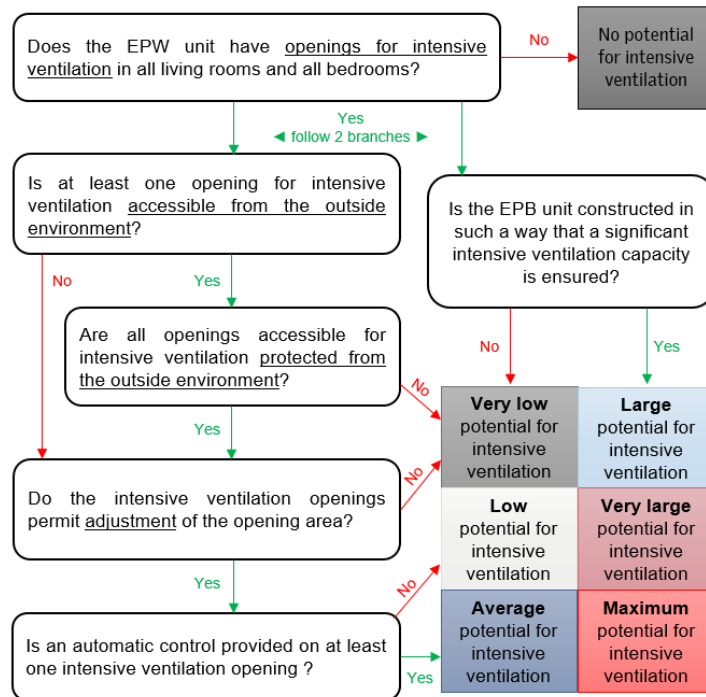 Does the EPW unit have openings for intensive
ventilation in all living rooms and all bedrooms?
No
No potential
for intensive
ventilation
Yes
◄ follow 2 branches ►
Is at least one opening for intensive
ventilation accessible from the outside
environment?
Is the EPB unit constructed in
such a way that a significant
intensive ventilation capacity
is ensured?
No
Yes
Are all openings accessible for
intensive ventilation protected from
the outside environment?
No
Yes
No
Yes
Very low
potential for
intensive
ventilation
Large
potential for
intensive
ventilation
Do the intensive ventilation openings
permit adjustment of the opening area?
No
Low
potential for
intensive
ventilation
Very large
potential for
intensive
ventilation
Yes
No
Is an automatic control provided on at least
one intensive ventilation opening ?
Yes
Average
potential for
intensive
ventilation
Maximum
potential for
intensive
ventilation